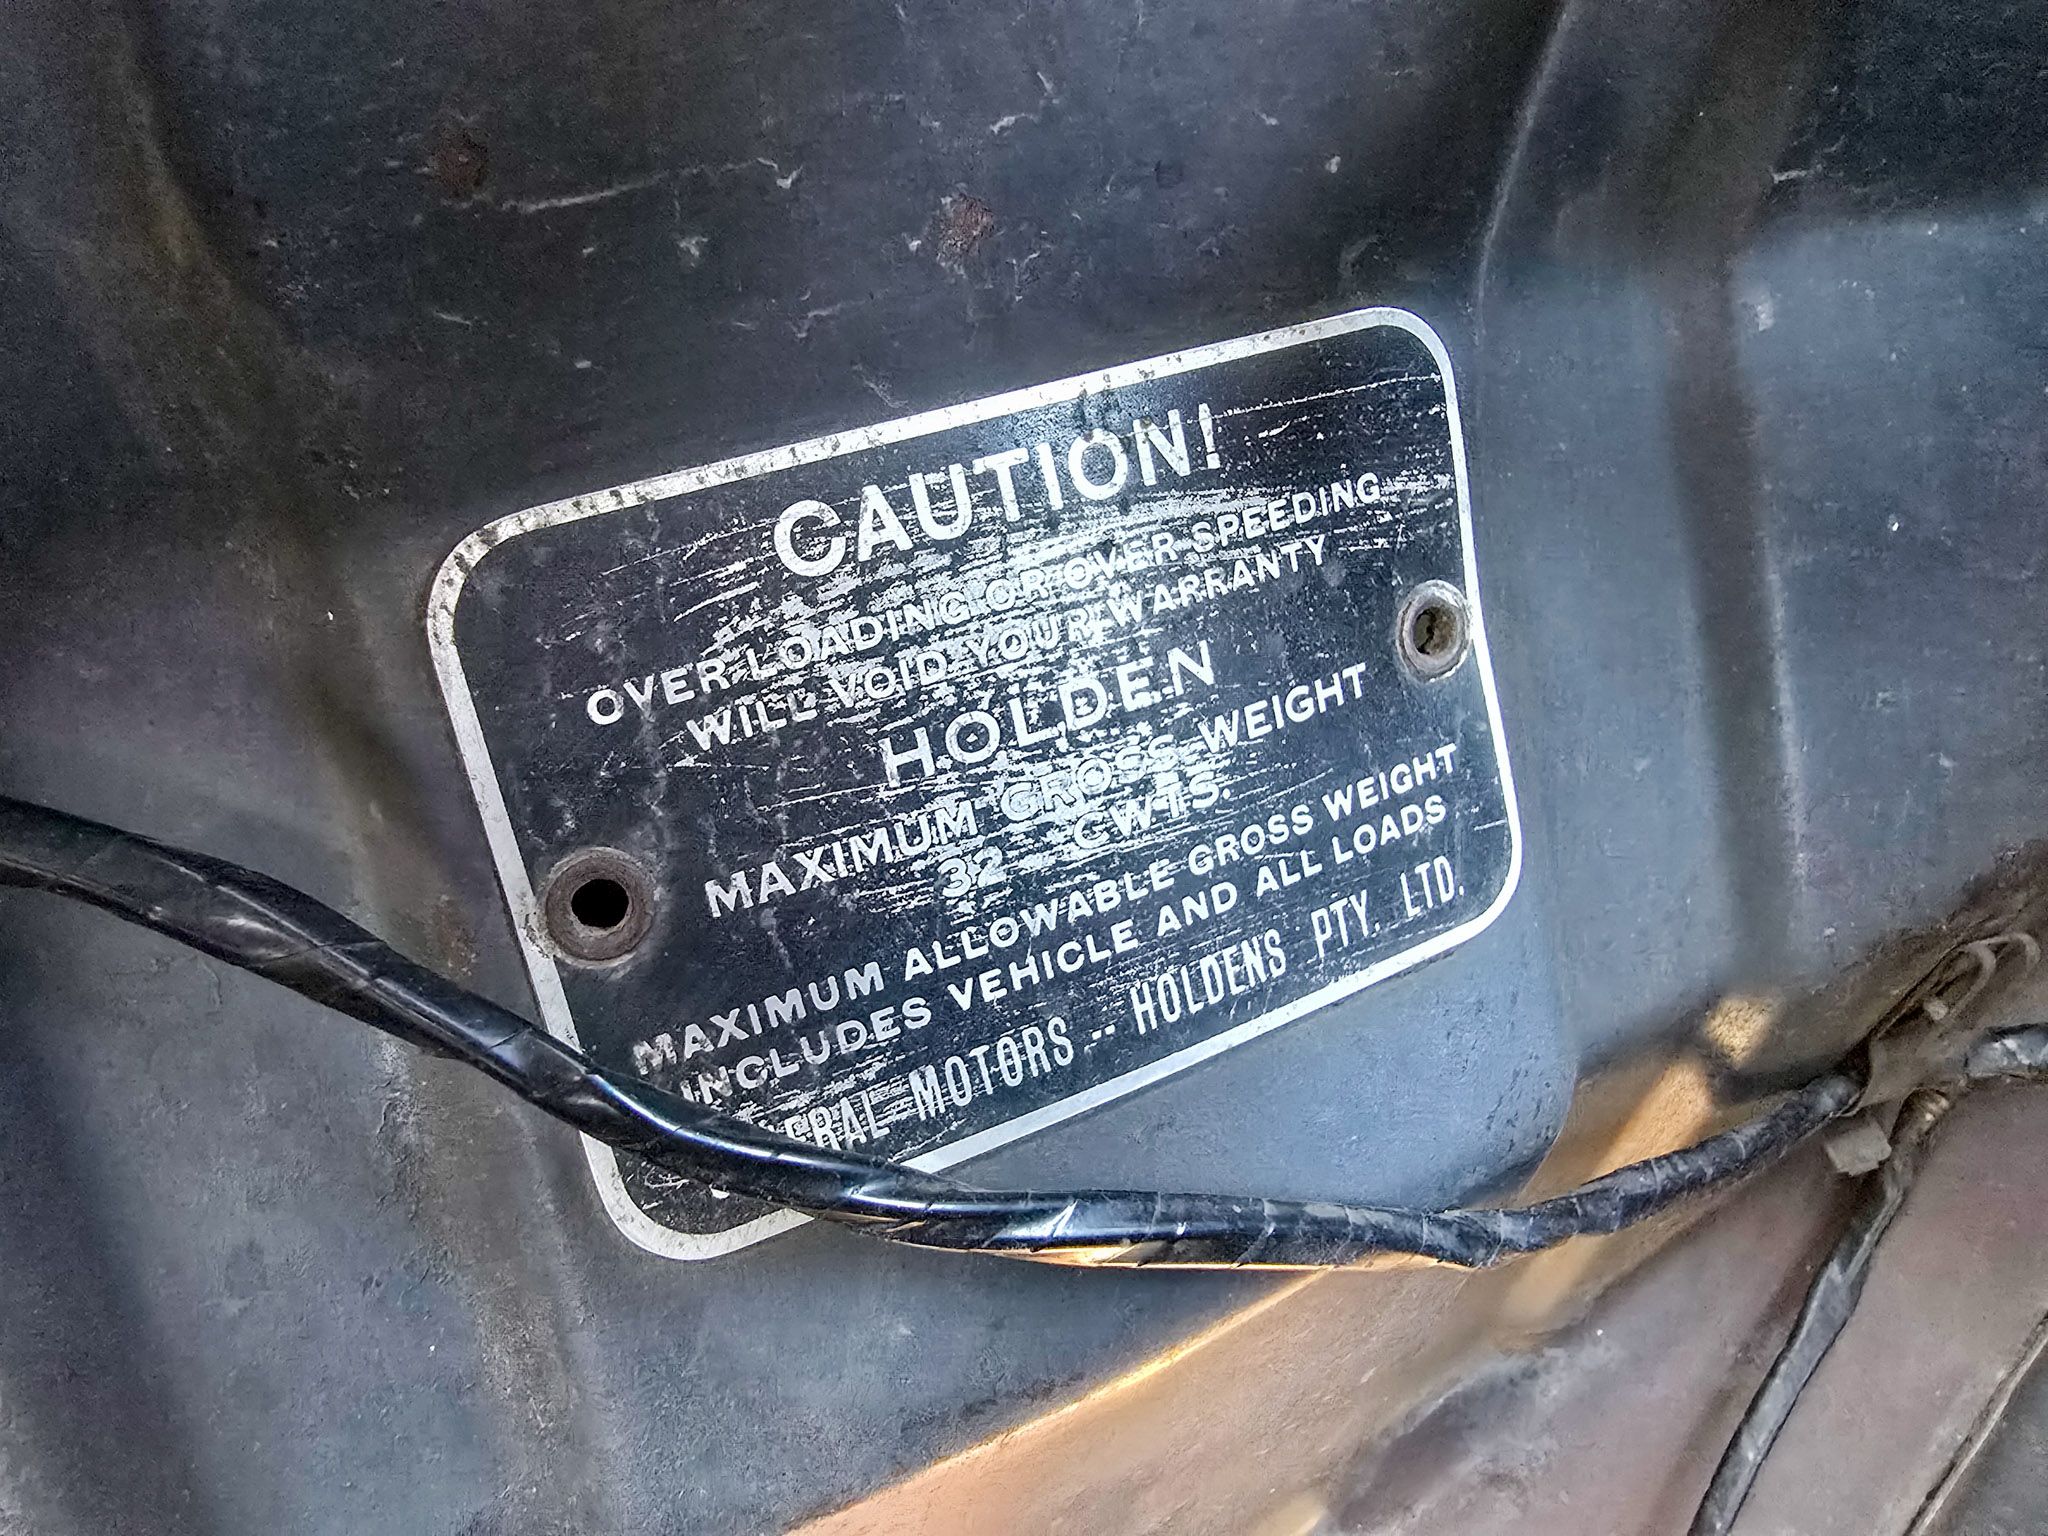 CAUTION!
OVER-LOADING OR OVER-SPEEDING
WILL VOID YOUR WARRANTY
HOLDEN
MAXIMUM GROSS WEIGHT
32 CWTS.
MAXIMUM ALLOWABLE GROSS WEIGHT
INCLUDES VEHICLE AND ALL LOADS
ERAL MOTORS -- HOLDENS PTY. LTD.